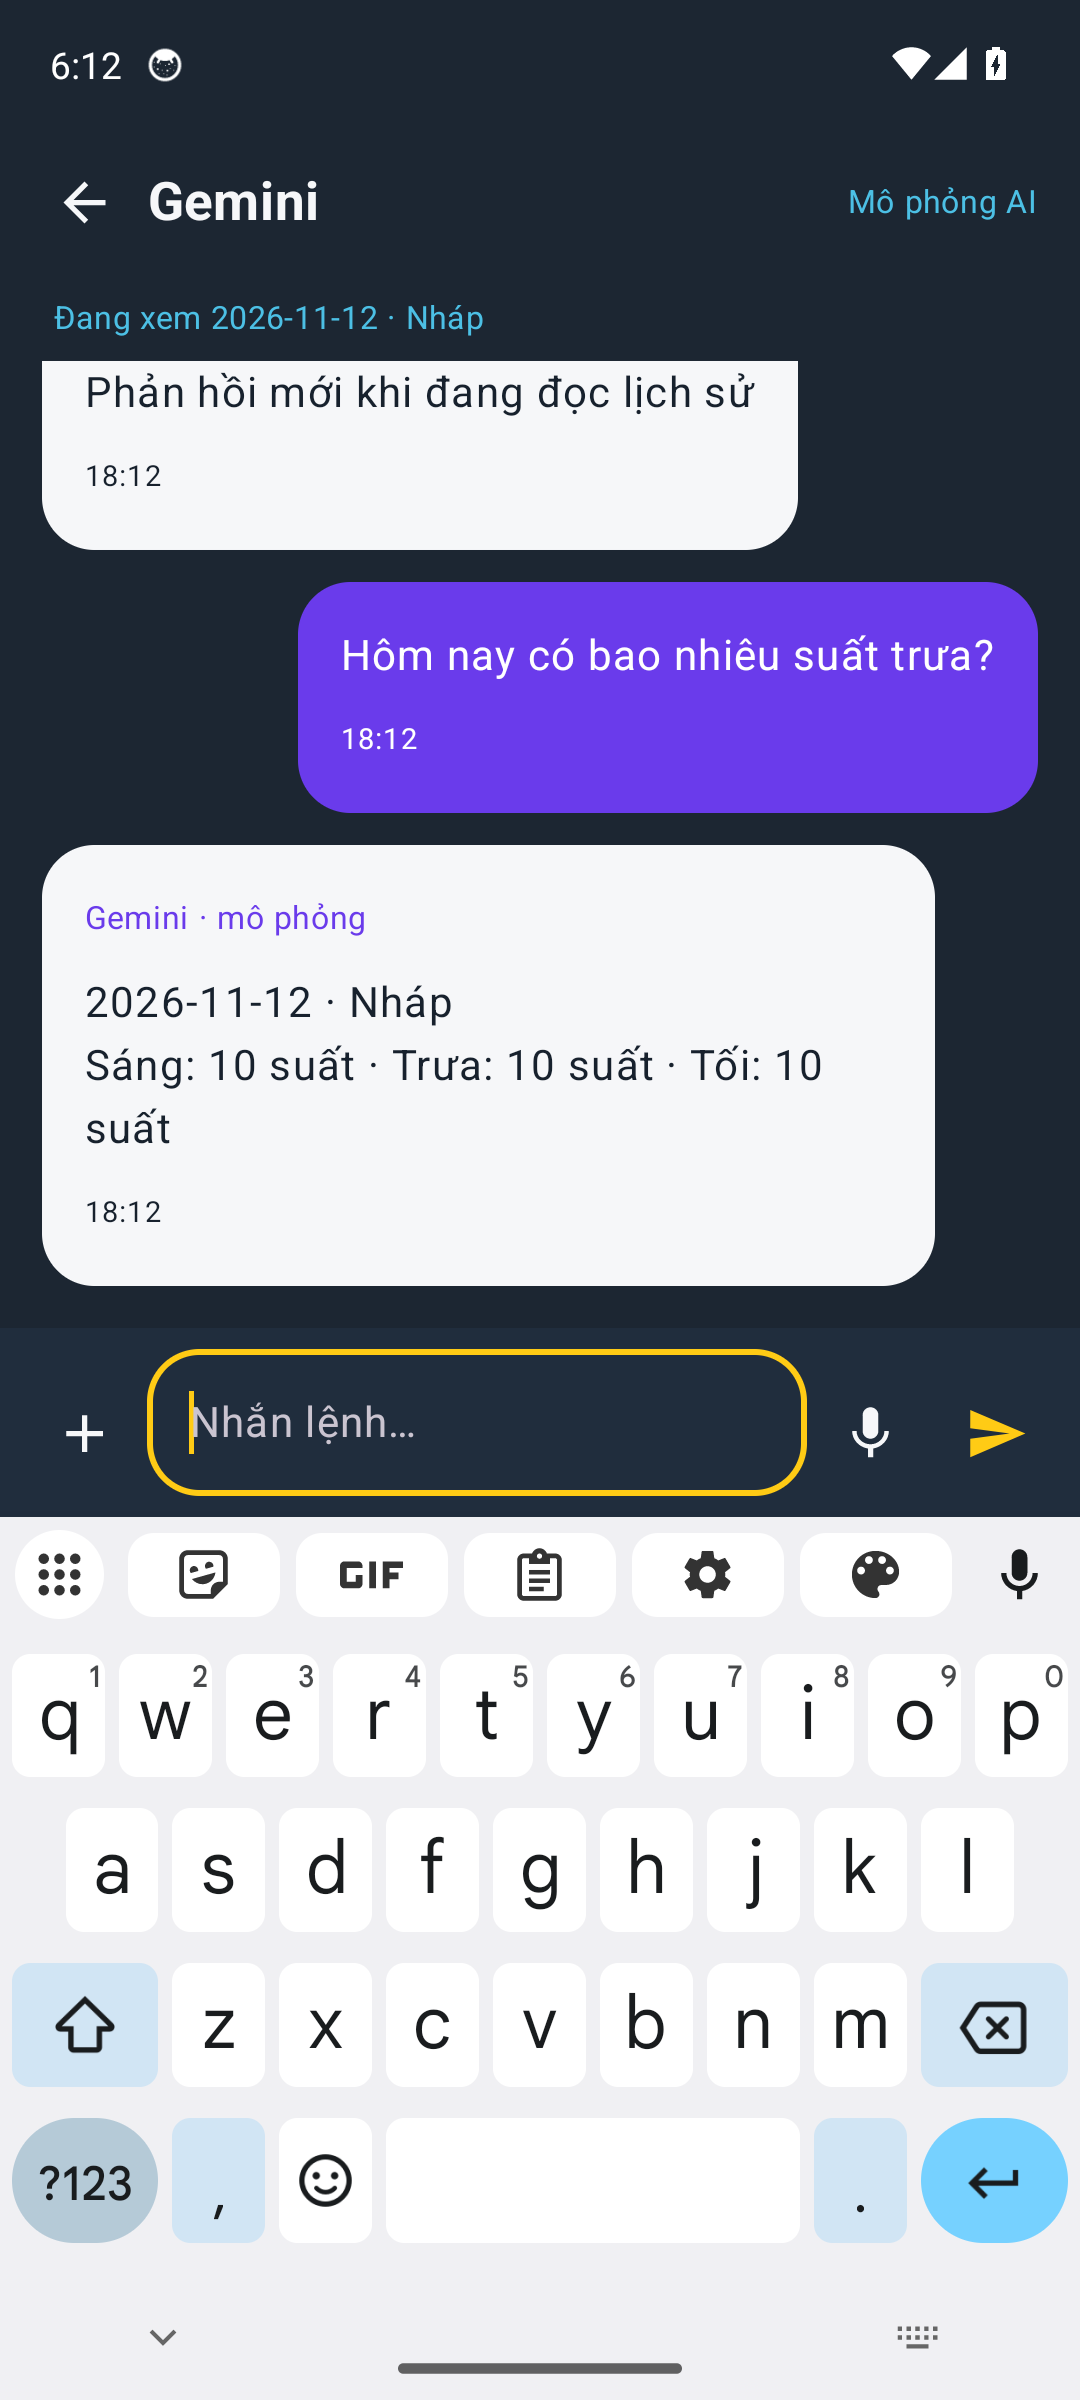 6:12
Gemini
Mô phỏng AI
Đang xem 2026-11-12 · Nháp
Phản hồi mới khi đang đọc lịch sử
18:12
Hôm nay có bao nhiêu suất trưa?
18:12
Gemini · mô phỏng
2026-11-12 · Nháp
Sáng: 10 suất · Trưa: 10 suất · Tối: 10
suất
18:12
Nhắn lệnh...
GIF
q1 w2 e3 r4 t5 y6 u7 i8 o9 p0
a s d f g h j k l
z x c v b n m
?123 , .